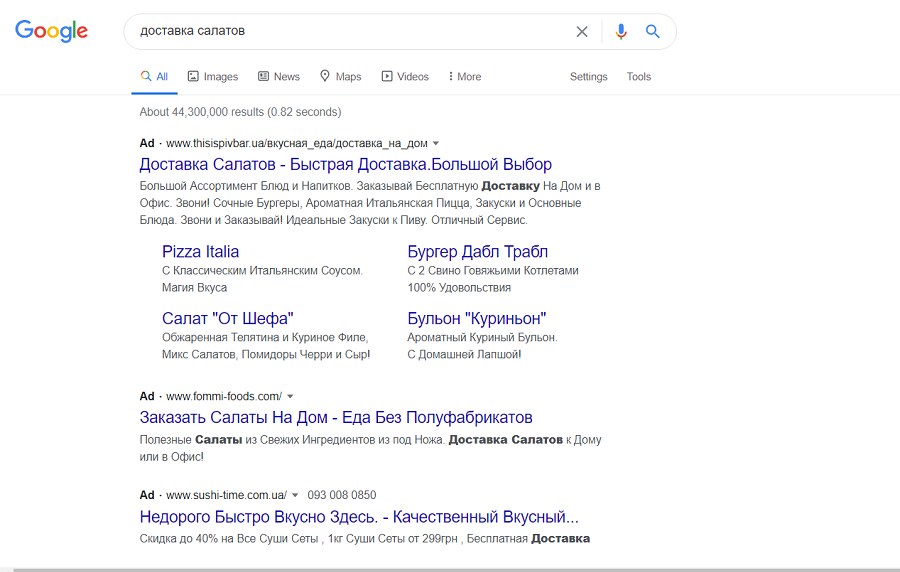 Google
доставка салатов
All Images News Maps Videos More Settings Tools
About 44,300,000 results (0.82 seconds)
Ad · www.thisispivbar.ua/вкусная_еда/доставка_на_дом
Доставка Салатов - Быстрая Доставка.Большой Выбор
Большой Ассортимент Блюд и Напитков. Заказывай Бесплатную Доставку На Дом и в
Офис. Звони! Сочные Бургеры, Ароматная Итальянская Пицца, Закуски и Основные
Блюда. Звони и Заказывай! Идеальные Закуски к Пиву. Отличный Сервис.
Pizza Italia
С Классическим Итальянским Соусом.
Магия Вкуса
Бургер Дабл Трабл
С 2 Свино Говяжьими Котлетами
100% Удовольствия
Салат "От Шефа"
Обжаренная Телятина и Куриное Филе,
Микс Салатов, Помидоры Черри и Сыр!
Бульон "Куриньон"
Ароматный Куриный Бульон.
С Домашней Лапшой!
Ad · www.fommi-foods.com/
Заказать Салаты На Дом - Еда Без Полуфабрикатов
Полезные Салаты из Свежих Ингредиентов из под Ножа. Доставка Салатов к Дому
или в Офис!
Ad · www.sushi-time.com.ua/ 093 008 0850
Недорого Быстро Вкусно Здесь. - Качественный Вкусный...
Скидка до 40% на Все Суши Сеты , 1кг Суши Сеты от 299грн , Бесплатная Доставка